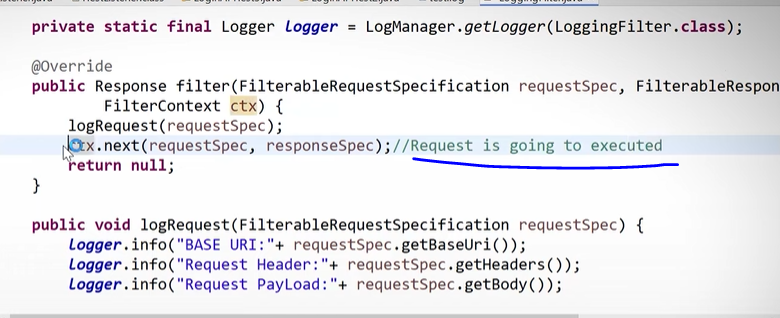 private static final Logger logger = LogManager.getLogger(LoggingFilter.class);
@Override
public Response filter(FilterableRequestSpecification requestSpec, FilterableRespon
FilterContext ctx) {
logRequest(requestSpec);
ctx.next(requestSpec, responseSpec);//Request is going to executed
return null;
}
public void logRequest(FilterableRequestSpecification requestSpec) {
Logger.info("BASE URI:"+ requestSpec.getBaseUri());
Logger.info("Request Header:"+ requestSpec.getHeaders());
Logger.info("Request PayLoad:"+ requestSpec.getBody());